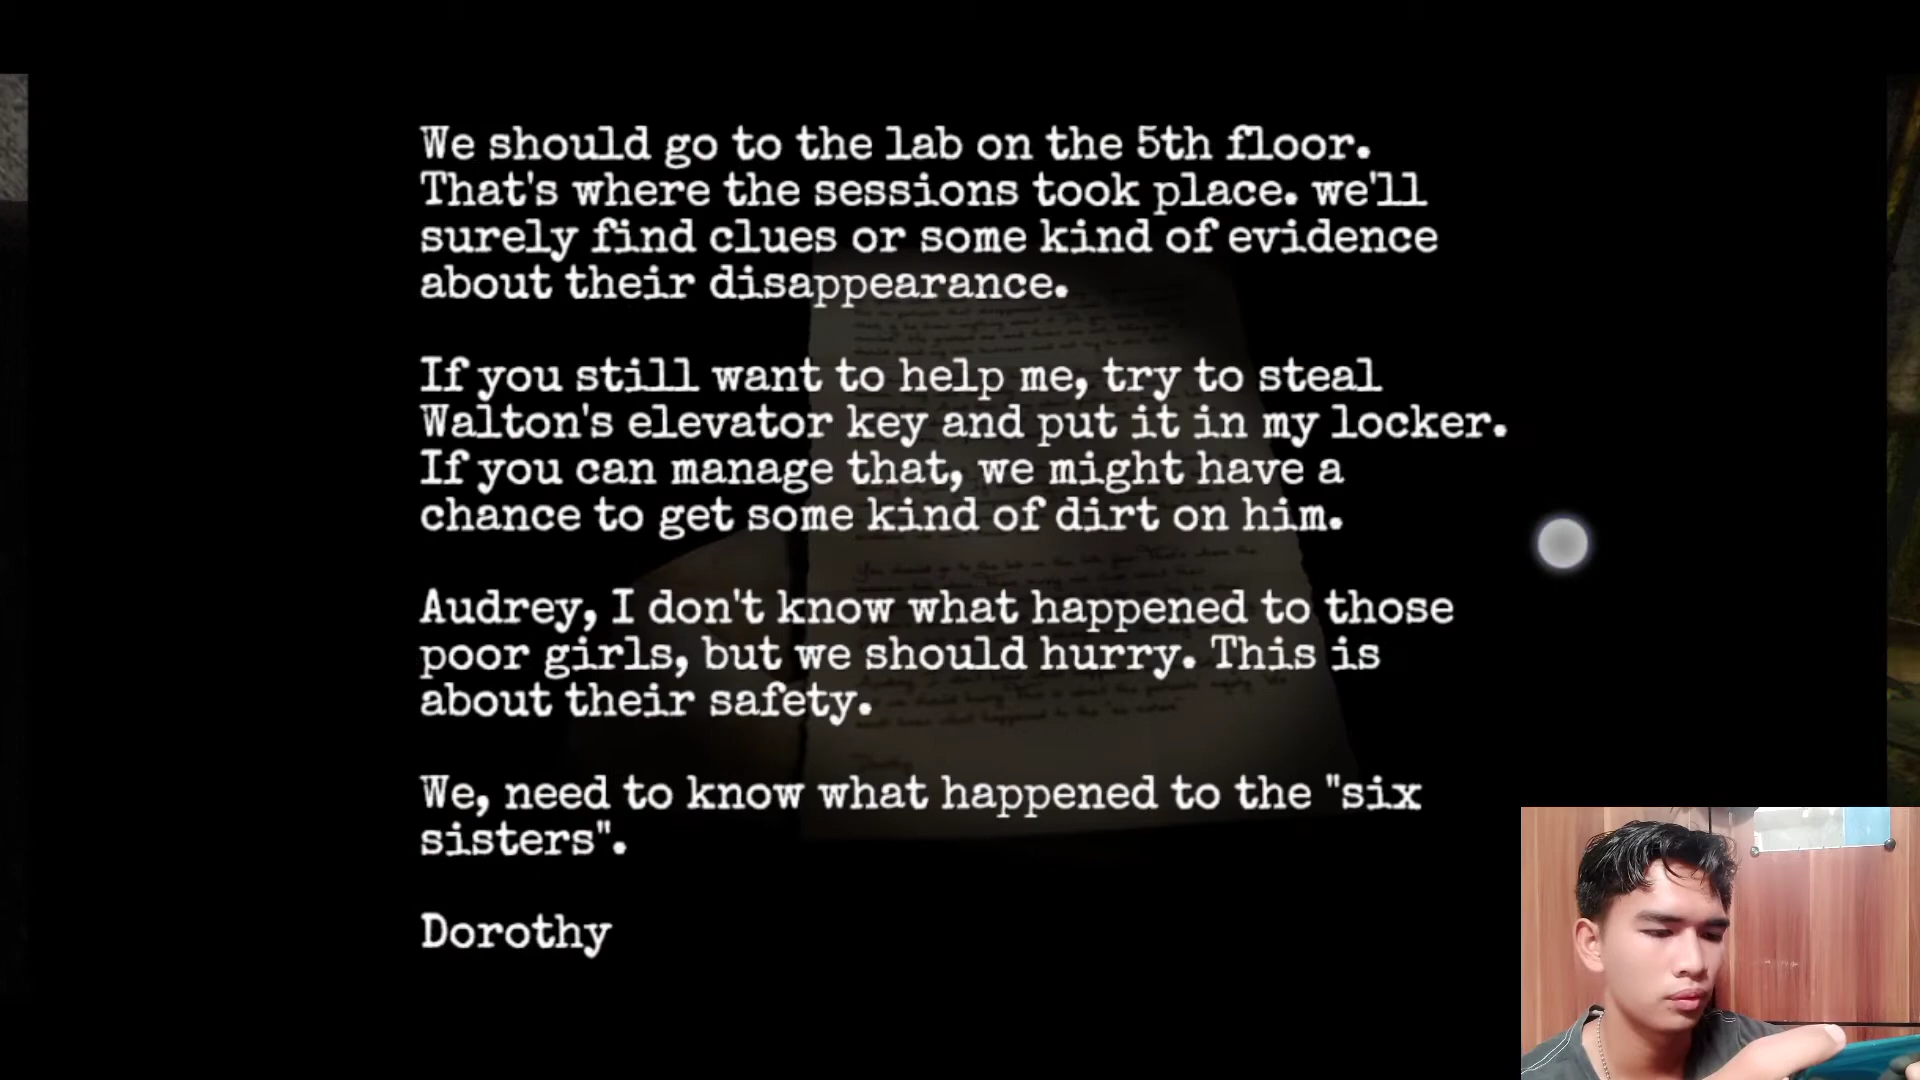 We should go to the lab on the 5th floor.
That's where the sessions took place. we'll
surely find clues or some kind of evidence
about their disappearance.
If you still want to help me, try to steal
Walton's elevator key and put it in my locker.
If you can manage that, we might have a
chance to get some kind of dirt on him.
Audrey, I don't know what happened to those
poor girls, but we should hurry. This is
about their safety.
We, need to know what happened to the "six
sisters".
Dorothy